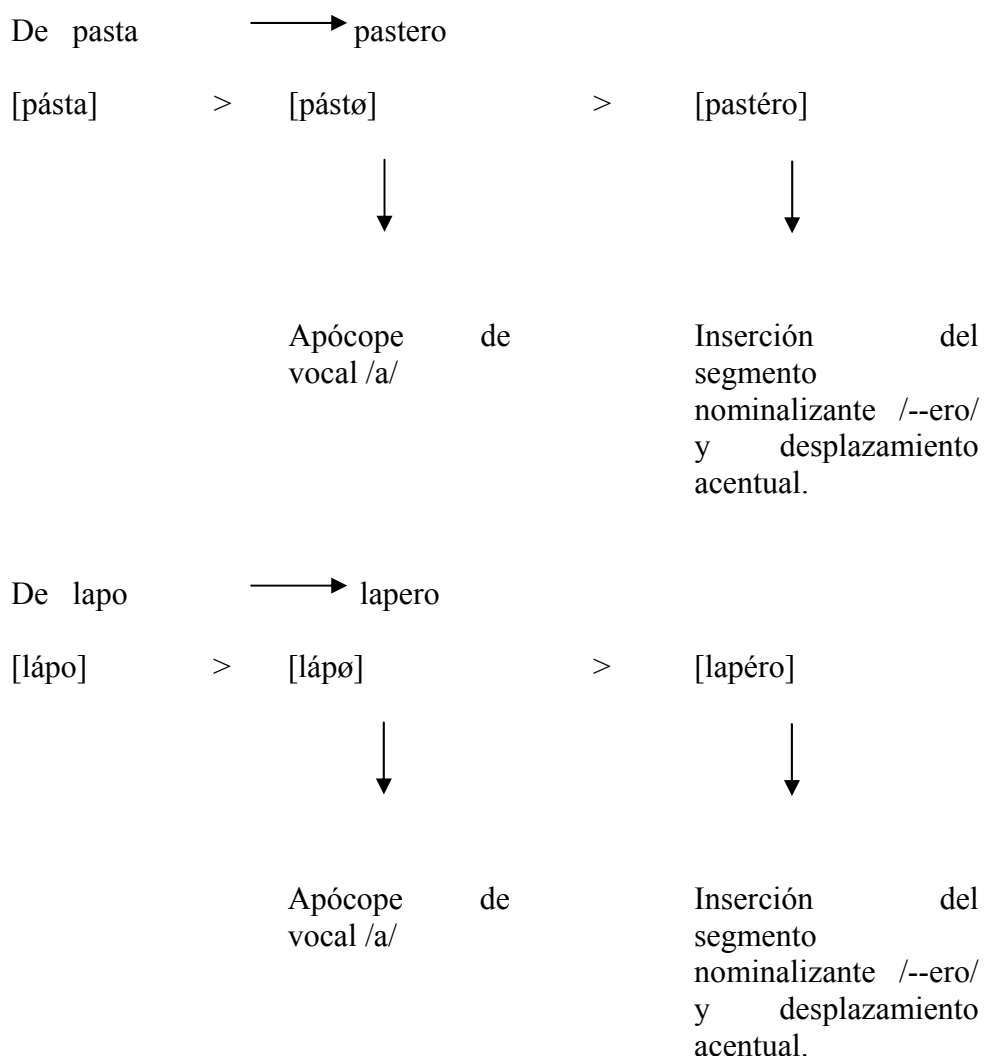 De pasta pastero
[pásta] > [pástø] > [pastéro]
Apócope de
vocal /a/
Inserción del
segmento
nominalizante /--ero/
y desplazamiento
acentual.
De lapo lapero
[lápo] > [lápø] > [lapéro]
Apócope de
vocal /a/
Inserción del
segmento
nominalizante /--ero/
y desplazamiento
acentual.